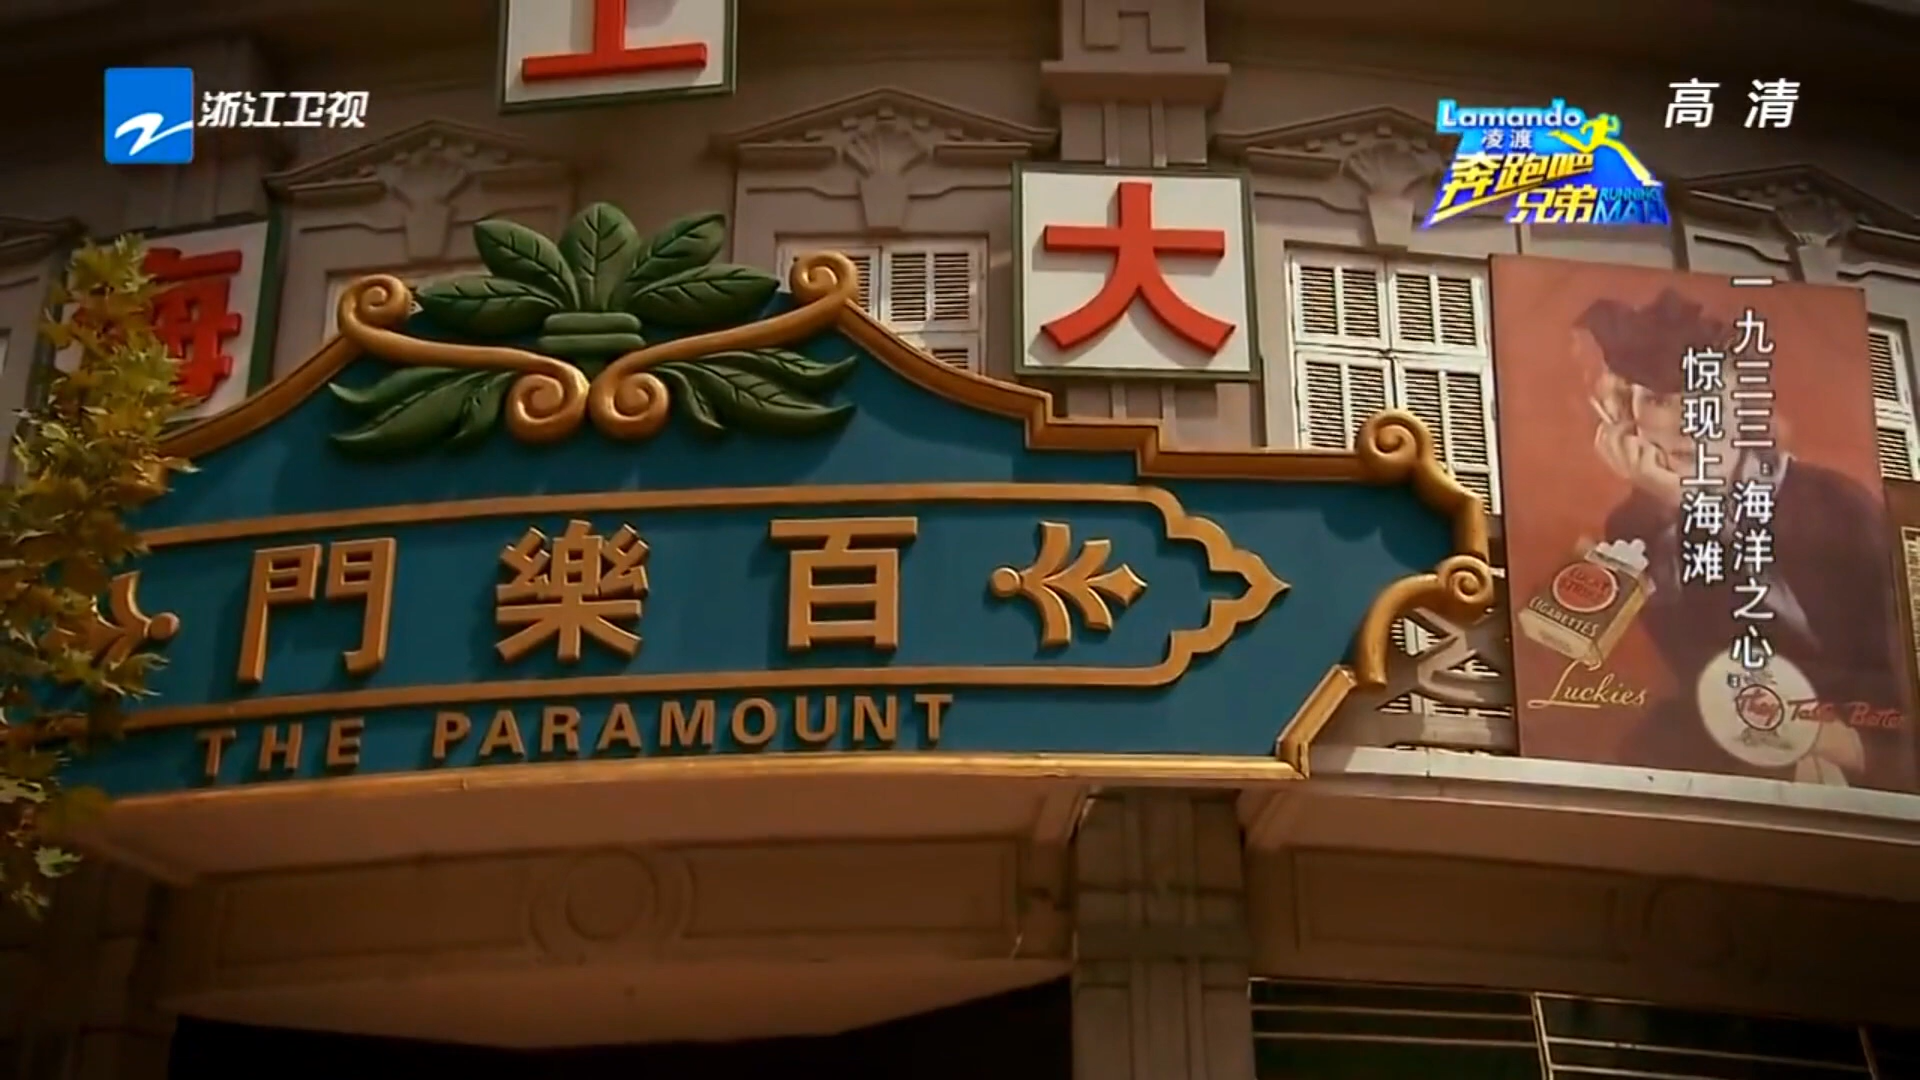 浙江卫视
上
高清
Lamando
凌渡
奔跑吧
兄弟
RUNNING
MAN
海
大
一九三三：海洋之心
惊现上海滩
門樂百
THE PARAMOUNT
LUCKY
STRIKE
CIGARETTES
Luckies
They Taste Better